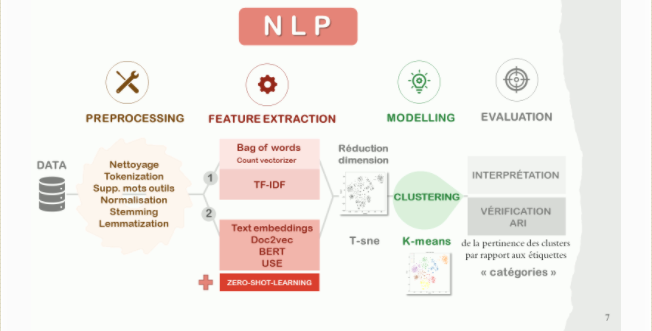 NLP
PREPROCESSING
FEATURE EXTRACTION
MODELLING
EVALUATION
DATA
Nettoyage
Tokenization
Supp. mots outils
Normalisation
Stemming
Lemmatization
1
Bag of words
Count vectorizer
TF-IDF
2
Text embeddings
Doc2vec
BERT
USE
ZERO-SHOT-LEARNING
Réduction
dimension
T-sne
CLUSTERING
K-means
INTERPRÉTATION
VÉRIFICATION
ARI
de la pertinence des clusters
par rapport aux étiquettes
« catégories »
7